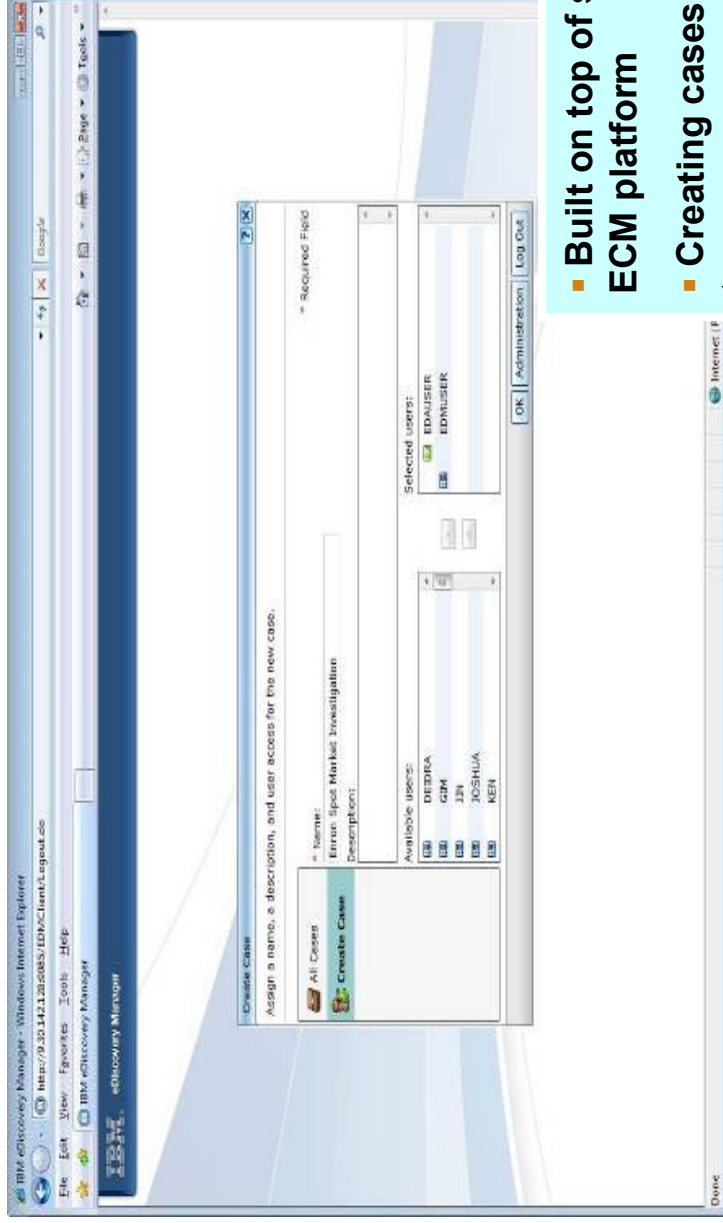 IBM eDiscovery Manager - Windows Internet Explorer
http://9.30.142.128:9085/EDMClient/Logout.do
Google
File Edit View Favorites Tools Help
IBM eDiscovery Manager
Page Tools
IBM. eDiscovery Manager
Create Case
Assign a name, a description, and user access for the new case.
All Cases
Create Case
* Required Field
* Name:
Enron Spot Market Investigation
Description:
Available users:
DEIDRA
GIM
JIN
JOSHUA
KEN
Selected users:
EDAUSER
EDMUSER
OK Administration Log Out
Done
Internet
Built on top of
ECM platform
Creating cases